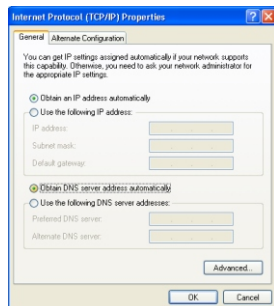 Internet Protocol (TCP/IP) Properties
General
Alternate Configuration
You can get IP settings assigned automatically if your network supports
this capability. Otherwise, you need to ask your network administrator for
the appropriate IP settings.
Obtain an IP address automatically
Use the following IP address:
IP address:
Subnet mask:
Default gateway:
Obtain DNS server address automatically
Use the following DNS server addresses:
Preferred DNS server:
Alternate DNS server:
Advanced...
OK
Cancel